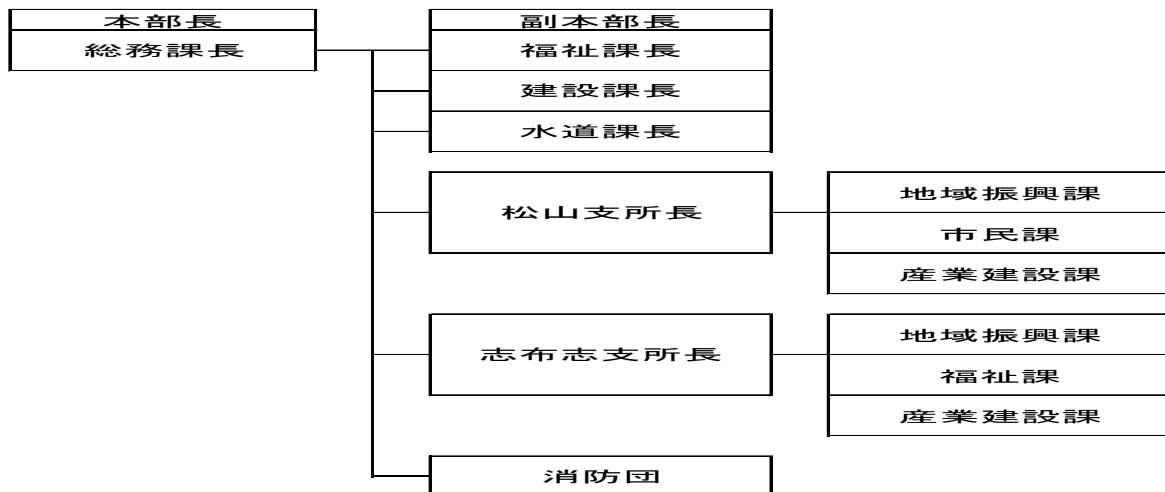 本部長
総務課長
副本部長
福祉課長
建設課長
水道課長
松山支所長
地域振興課
市民課
産業建設課
志布志支所長
地域振興課
福祉課
産業建設課
消防団